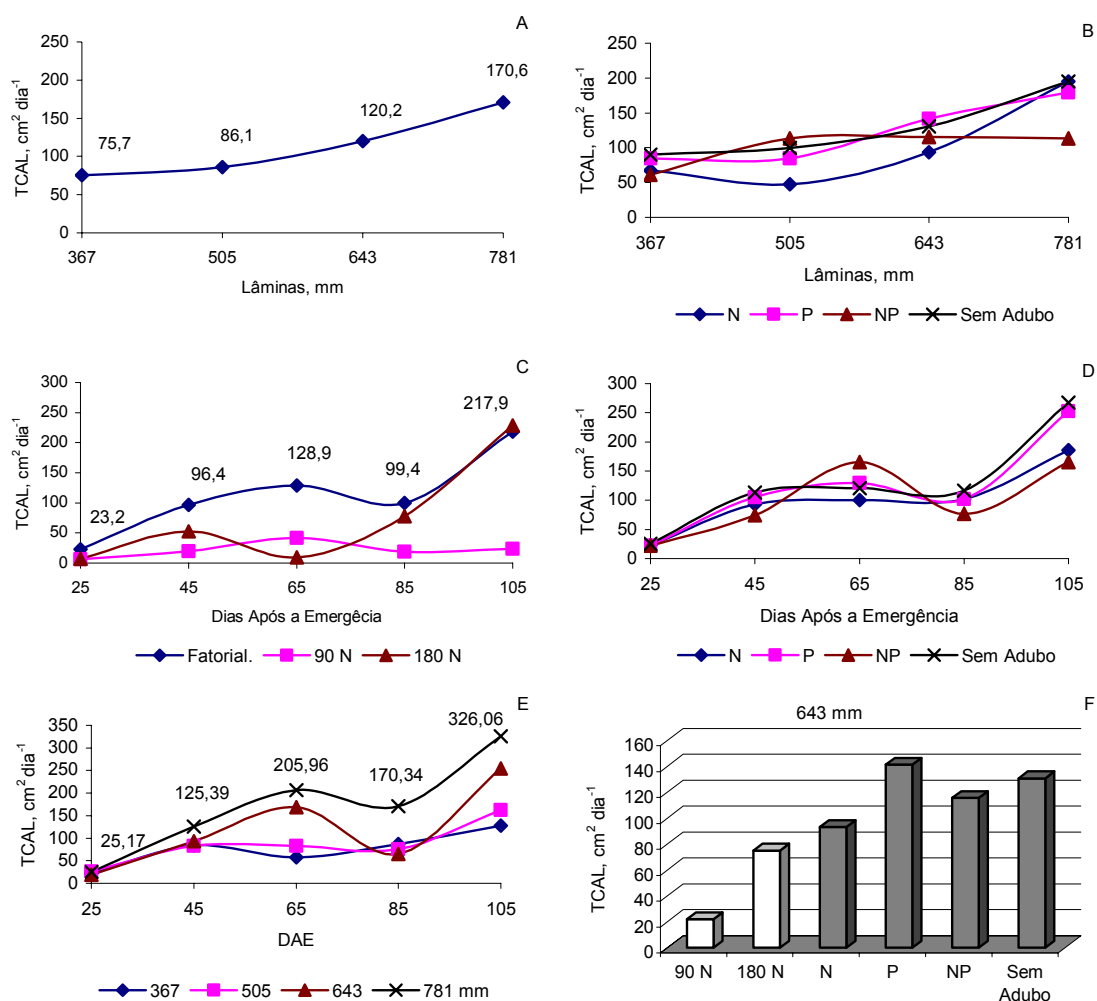 A
TCAL, cm² dia⁻¹
250
200
150
100
50
0
75,7
86,1
120,2
170,6
367 505 643 781
Lâminas, mm
B
TCAL, cm² dia⁻¹
250
200
150
100
50
0
367 505 643 781
Lâminas, mm
N P NP Sem Adubo
C
TCAL, cm² dia⁻¹
300
250
200
150
100
50
0
23,2
96,4
128,9
99,4
217,9
25 45 65 85 105
Dias Após a Emergêcia
Fatorial. 90 N 180 N
D
TCAL, cm² dia⁻¹
300
250
200
150
100
50
0
25 45 65 85 105
Dias Após a Emergência
N P NP Sem Adubo
E
TCAL, cm² dia⁻¹
350
300
250
200
150
100
50
0
25,17
125,39
205,96
170,34
326,06
25 45 65 85 105
DAE
367 505 643 781 mm
F
643 mm
TCAL, cm² dia⁻¹
160
140
120
100
80
60
40
20
0
90 N 180 N N P NP Sem
Adubo